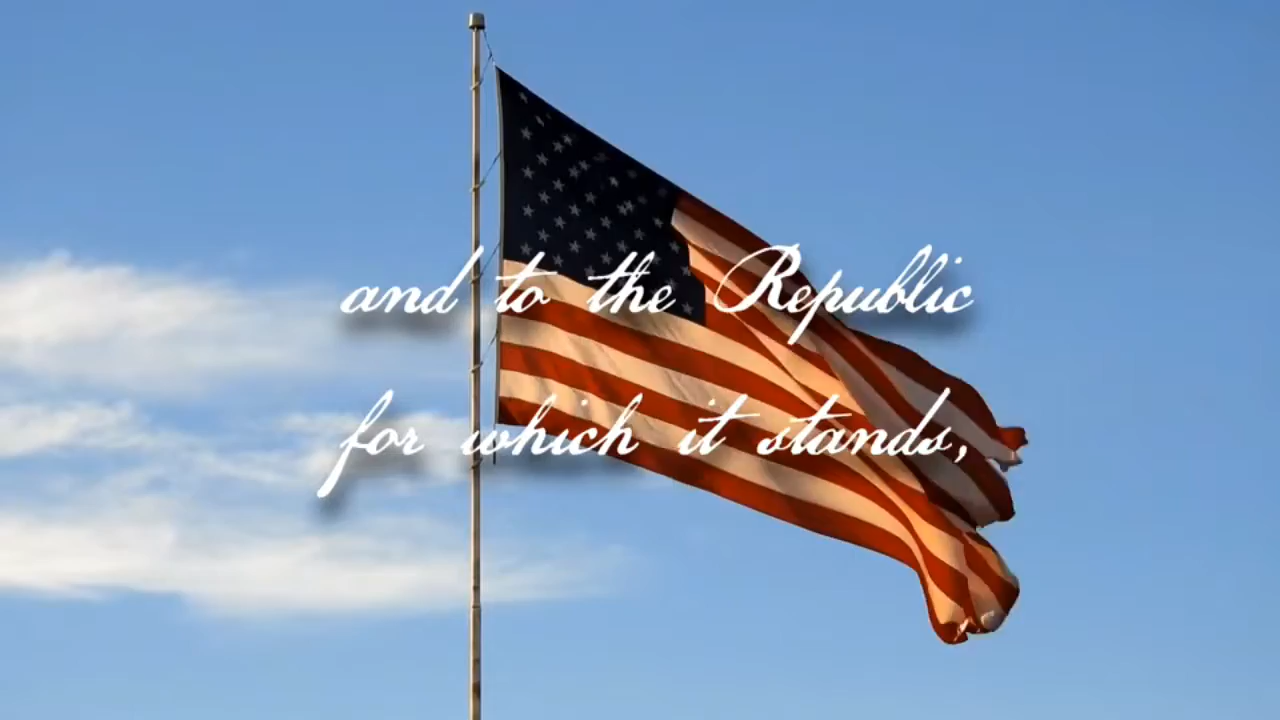 and to the Republic
for which it stands,